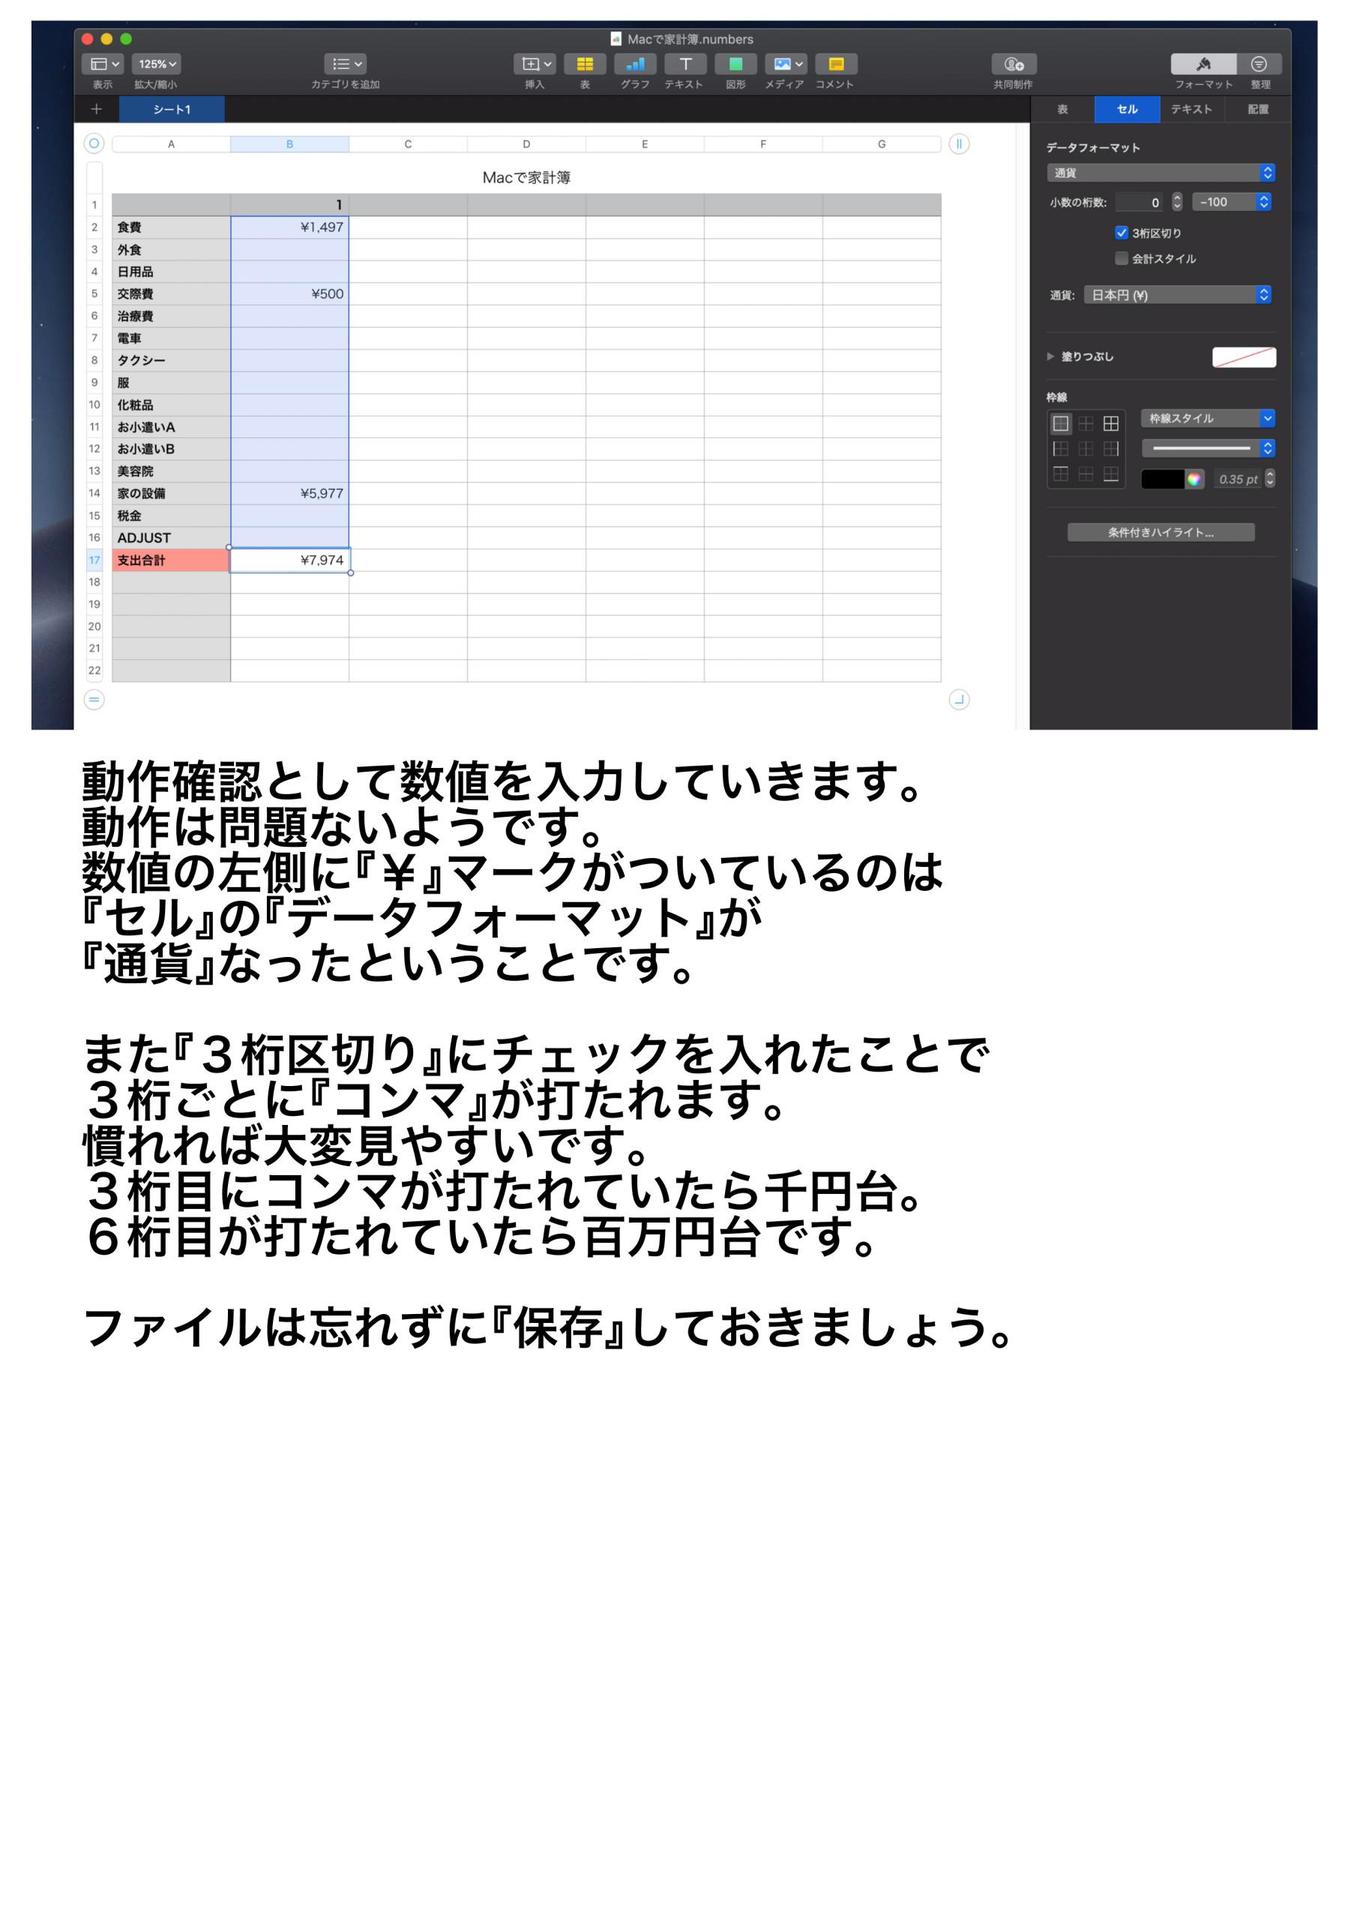 Macで家計簿.numbers
125%
表示
拡大/縮小
カテゴリを追加
挿入
表
グラフ
テキスト
図形
メディア
コメント
共同制作
フォーマット
整理
シート1
表
セル
テキスト
配置
A
B
C
D
E
F
G
Macで家計簿
1
1
2 食費 ¥1,497
3 外食
4 日用品
5 交際費 ¥500
6 治療費
7 電車
8 タクシー
9 服
10 化粧品
11 お小遣いA
12 お小遣いB
13 美容院
14 家の設備 ¥5,977
15 税金
16 ADJUST
17 支出合計 ¥7,974
18
19
20
21
22
データフォーマット
通貨
小数の桁数: 0 -100
3桁区切り
会計スタイル
通貨: 日本円 (¥)
塗りつぶし
枠線
枠線スタイル
0.35 pt
条件付きハイライト...
動作確認として数値を入力していきます。
動作は問題ないようです。
数値の左側に『¥』マークがついているのは
『セル』の『データフォーマット』が
『通貨』なったということです。
また『３桁区切り』にチェックを入れたことで
３桁ごとに『コンマ』が打たれます。
慣れれば大変見やすいです。
３桁目にコンマが打たれていたら千円台。
６桁目が打たれていたら百万円台です。
ファイルは忘れずに『保存』しておきましょう。